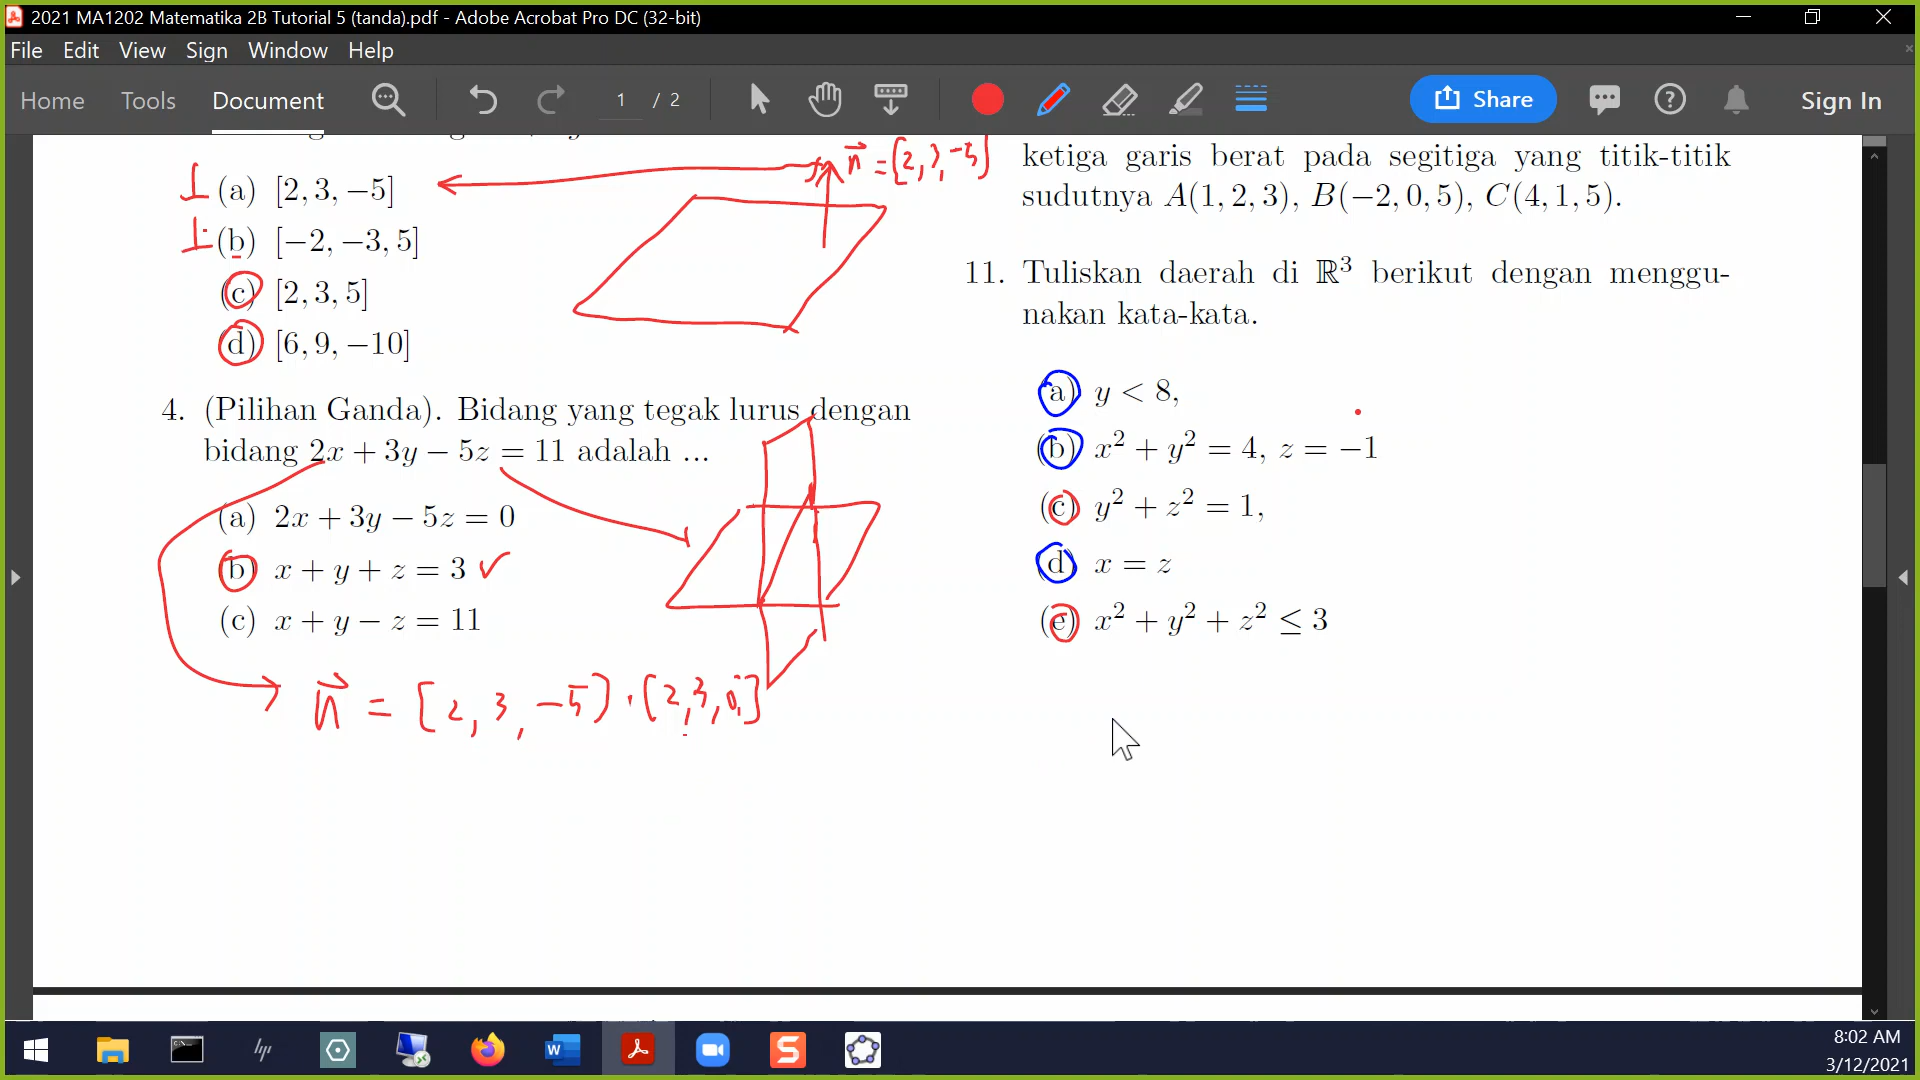 2021 MA1202 Matematika 2B Tutorial 5 (tanda).pdf - Adobe Acrobat Pro DC (32-bit)
File Edit View Sign Window Help
Home Tools Document 1 / 2 Share Sign In
⊥ (a) [2, 3, −5]
⊥ (b) [−2, −3, 5]
(c) [2, 3, 5]
(d) [6, 9, −10]
n⃗ = [2, 3, −5]
4. (Pilihan Ganda). Bidang yang tegak lurus dengan
bidang 2x + 3y − 5z = 11 adalah ...
(a) 2x + 3y − 5z = 0
(b) x + y + z = 3 ✓
(c) x + y − z = 11
n⃗ = [2, 3, −5] · [2, 3, 0]
ketiga garis berat pada segitiga yang titik-titik
sudutnya A(1, 2, 3), B(−2, 0, 5), C(4, 1, 5).
11. Tuliskan daerah di ℝ³ berikut dengan menggu-
nakan kata-kata.
(a) y < 8,
(b) x² + y² = 4, z = −1
(c) y² + z² = 1,
(d) x = z
(e) x² + y² + z² ≤ 3
8:02 AM
3/12/2021